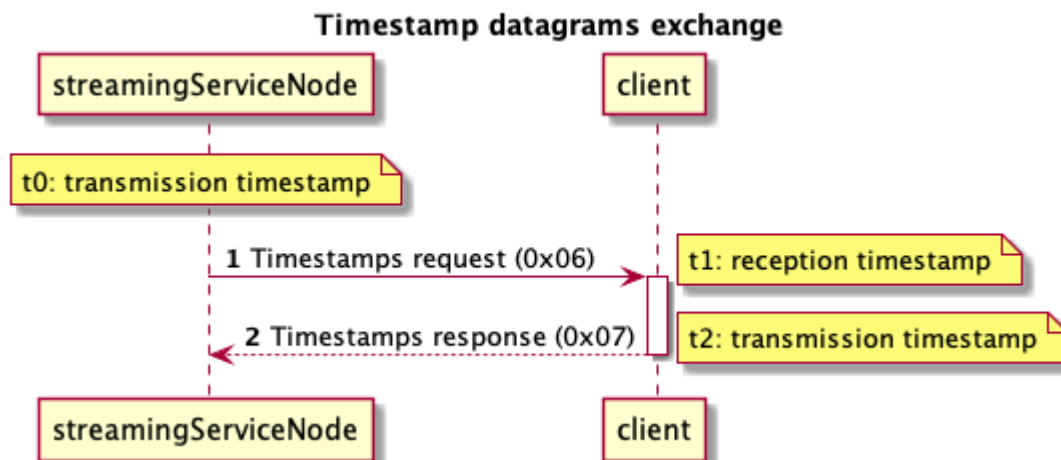 Timestamp datagrams exchange
streamingServiceNode
client
t0: transmission timestamp
1 Timestamps request (0x06)
t1: reception timestamp
2 Timestamps response (0x07)
t2: transmission timestamp
streamingServiceNode
client